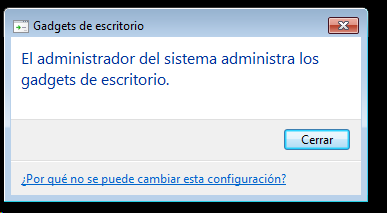 Gadgets de escritorio
El administrador del sistema administra los
gadgets de escritorio.
Cerrar
¿Por qué no se puede cambiar esta configuración?